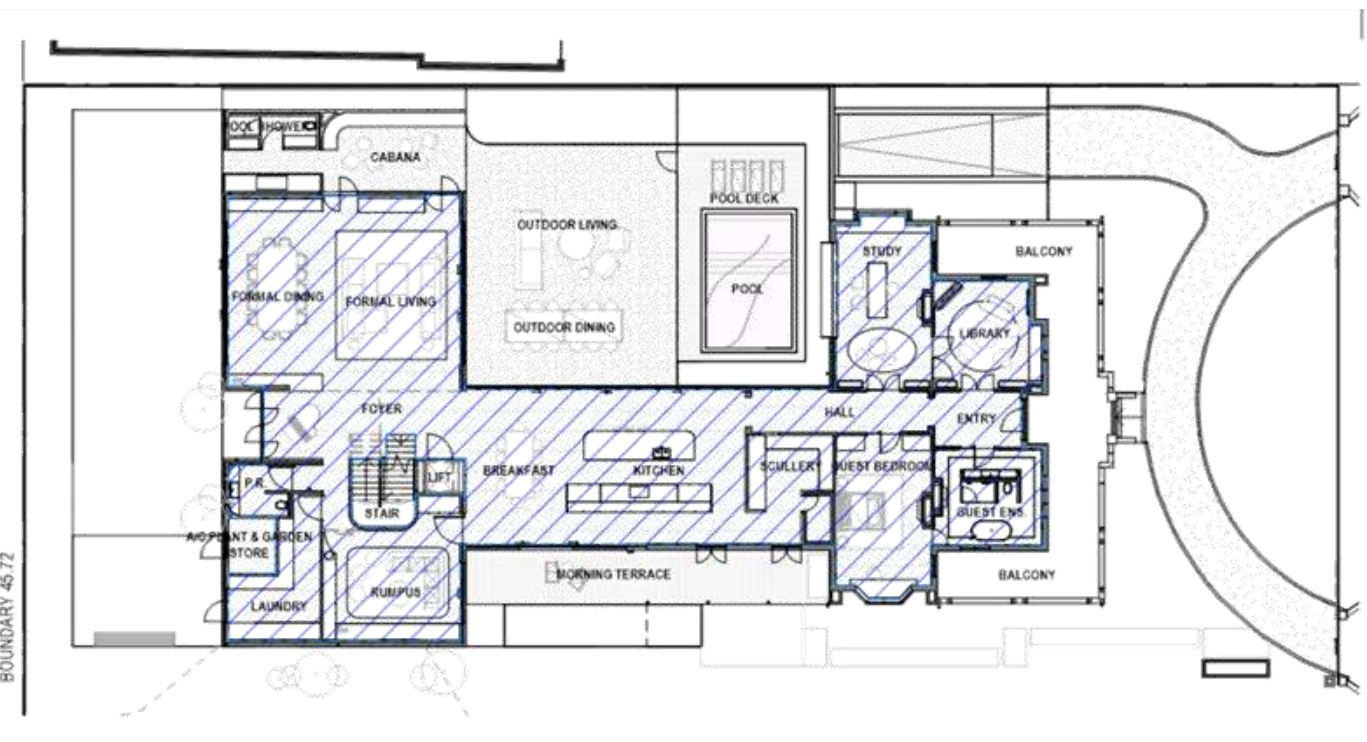 SHOWER
CABANA
POOL DECK
OUTDOOR LIVING
STUDY
BALCONY
POOL
FORMAL DINING
FORMAL LIVING
OUTDOOR DINING
LIBRARY
FOYER
HALL
ENTRY
BREAKFAST
KITCHEN
SCULLERY
GUEST BEDROOM
LIFT
P.R.
STAIR
GUEST ENS.
A/C PLANT & GARDEN
STORE
MORNING TERRACE
BALCONY
RUMPUS
LAUNDRY
BOUNDARY 45.72